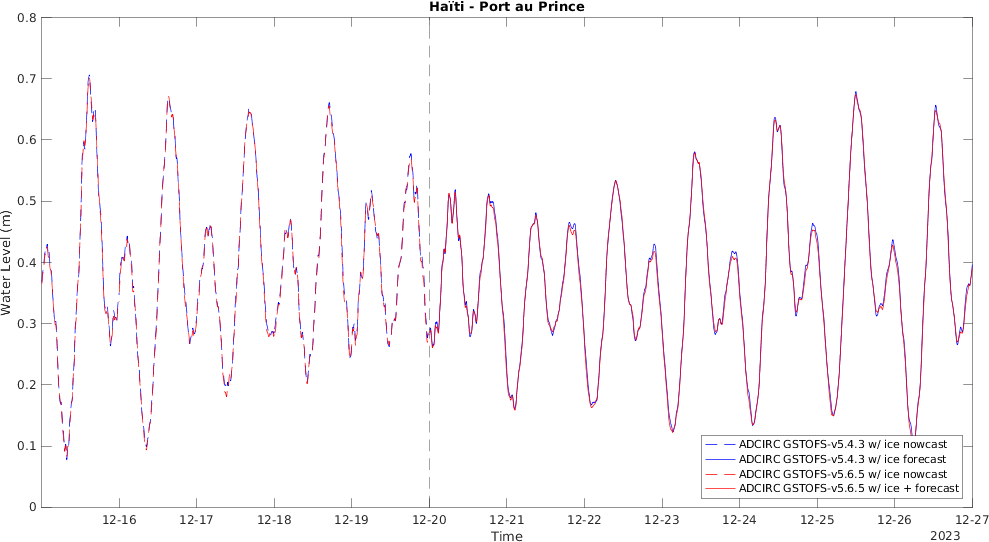 Haïti - Port au Prince
0.8
0.7
0.6
0.5
0.4
0.3
0.2
0.1
0
Water Level (m)
12-16 12-17 12-18 12-19 12-20 12-21 12-22 12-23 12-24 12-25 12-26 12-27
Time
2023
ADCIRC GSTOFS-v5.4.3 w/ ice nowcast
ADCIRC GSTOFS-v5.4.3 w/ ice forecast
ADCIRC GSTOFS-v5.6.5 w/ ice nowcast
ADCIRC GSTOFS-v5.6.5 w/ ice + forecast